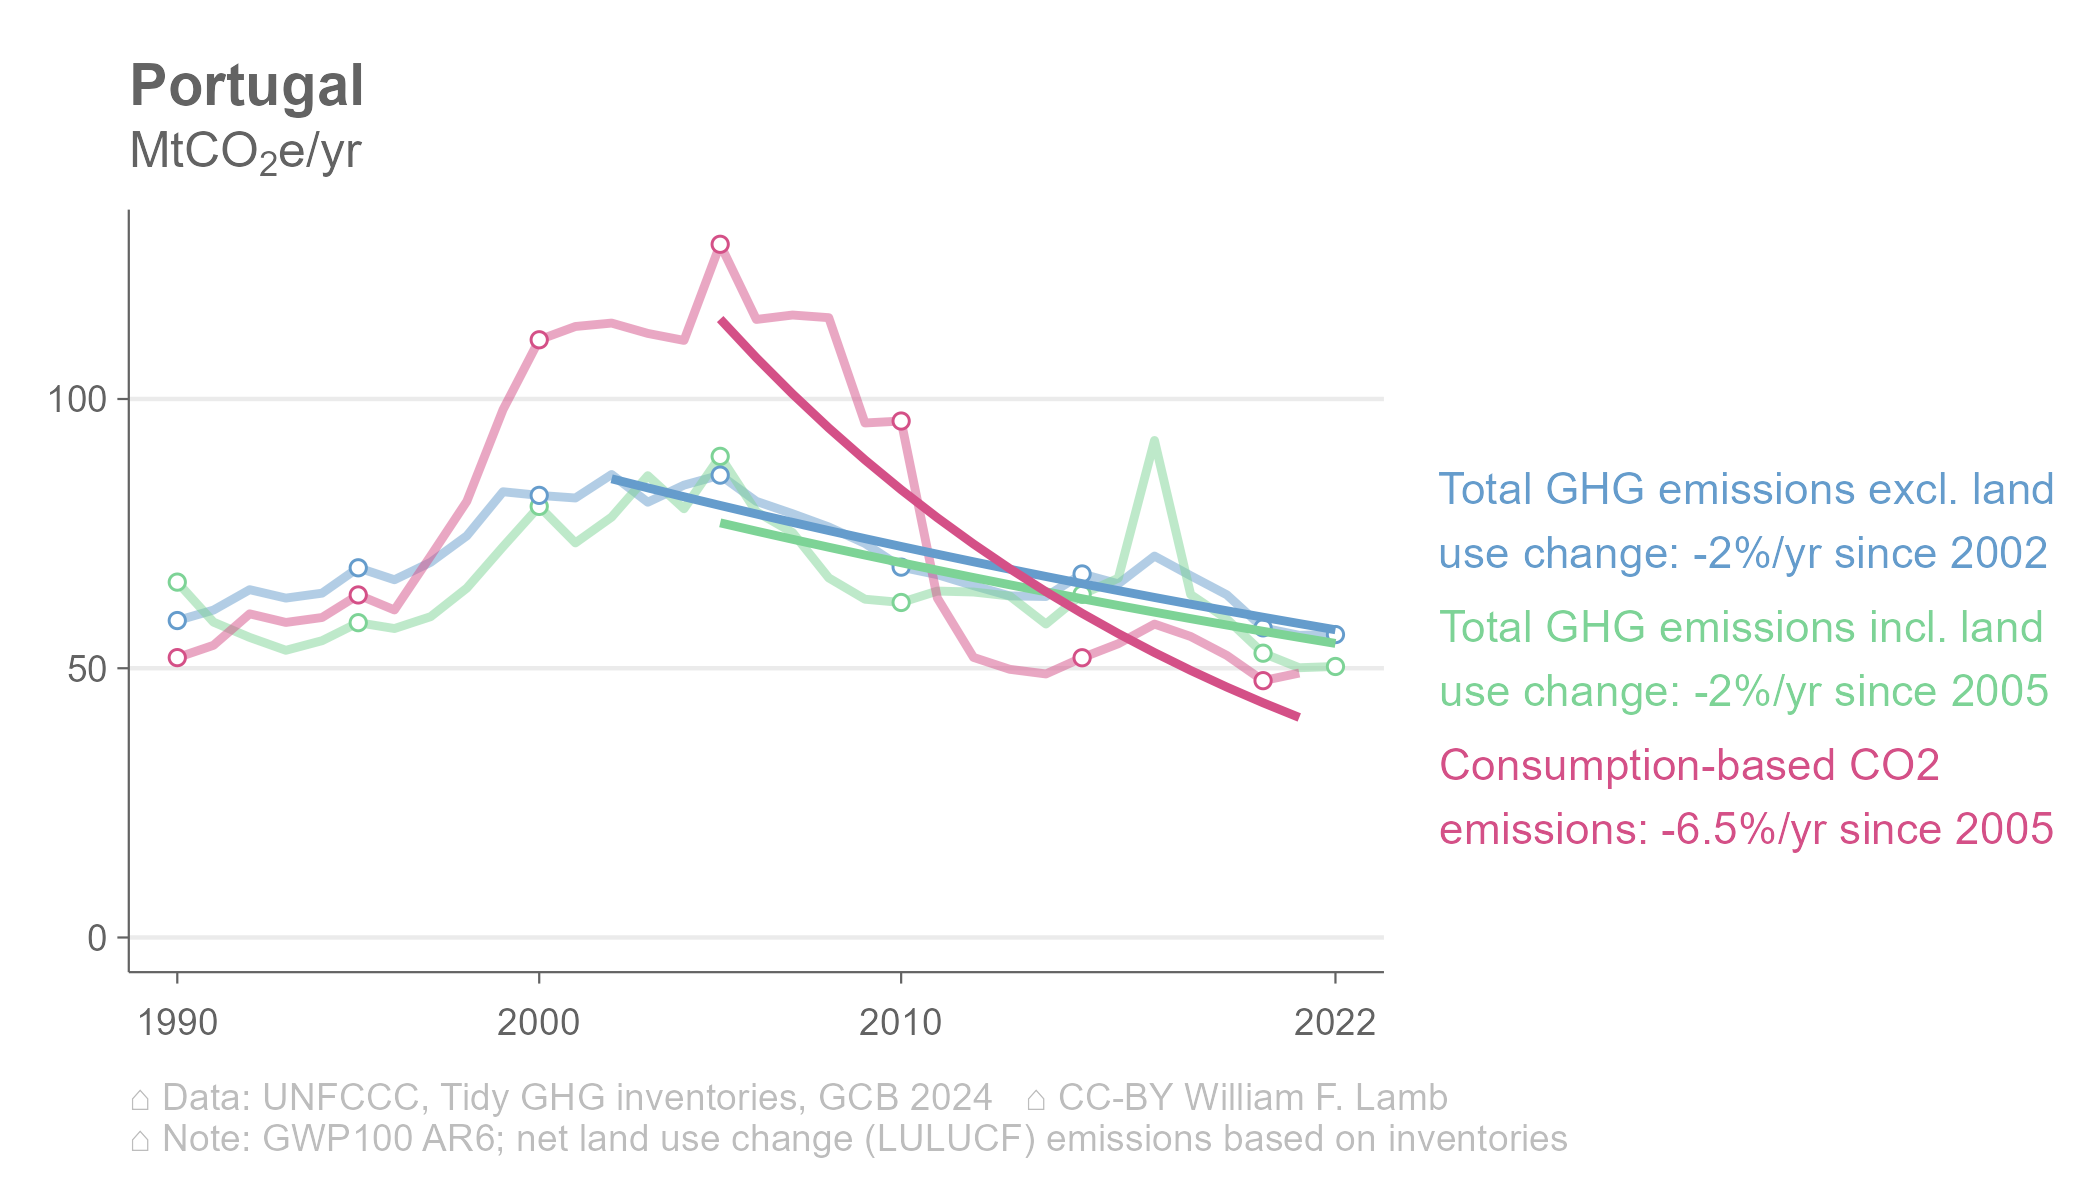 Portugal
MtCO₂e/yr
100
50
0
1990 2000 2010 2022
Total GHG emissions excl. land
use change: -2%/yr since 2002
Total GHG emissions incl. land
use change: -2%/yr since 2005
Consumption-based CO2
emissions: -6.5%/yr since 2005
⌂ Data: UNFCCC, Tidy GHG inventories, GCB 2024 ⌂ CC-BY William F. Lamb
⌂ Note: GWP100 AR6; net land use change (LULUCF) emissions based on inventories